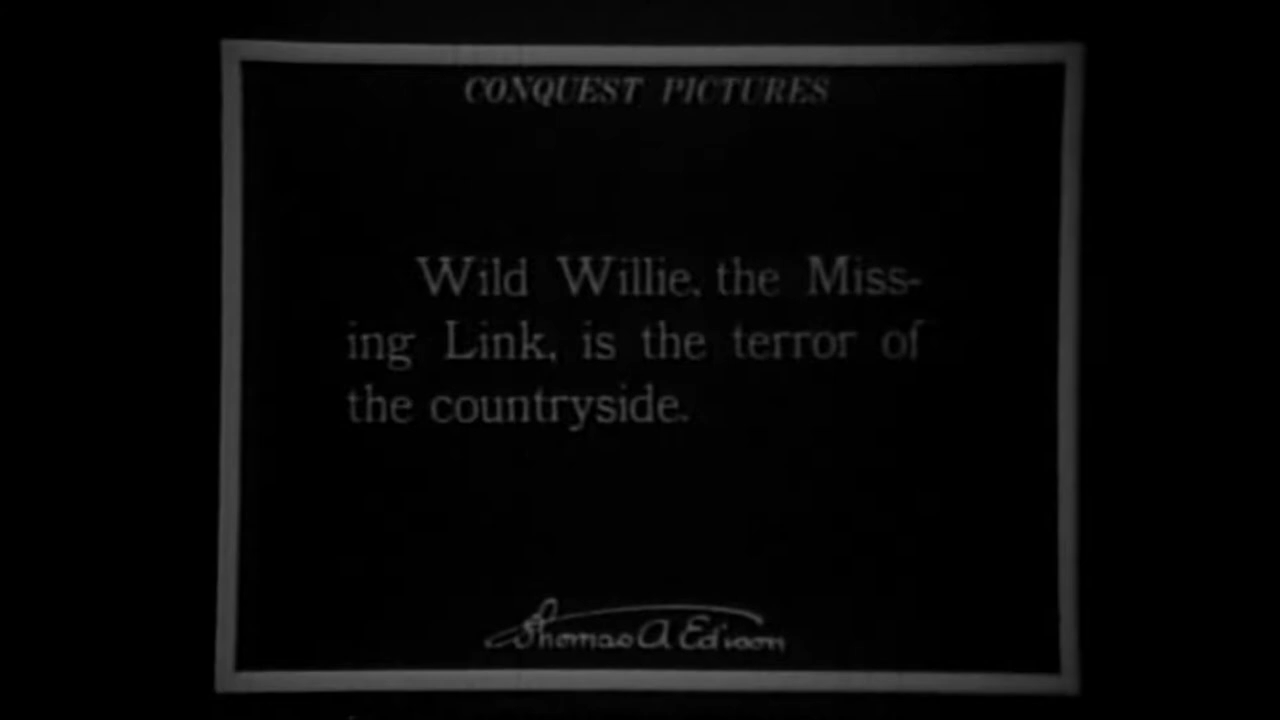 CONQUEST PICTURES
Wild Willie, the Miss-
ing Link, is the terror of
the countryside.
Thomas A Edison